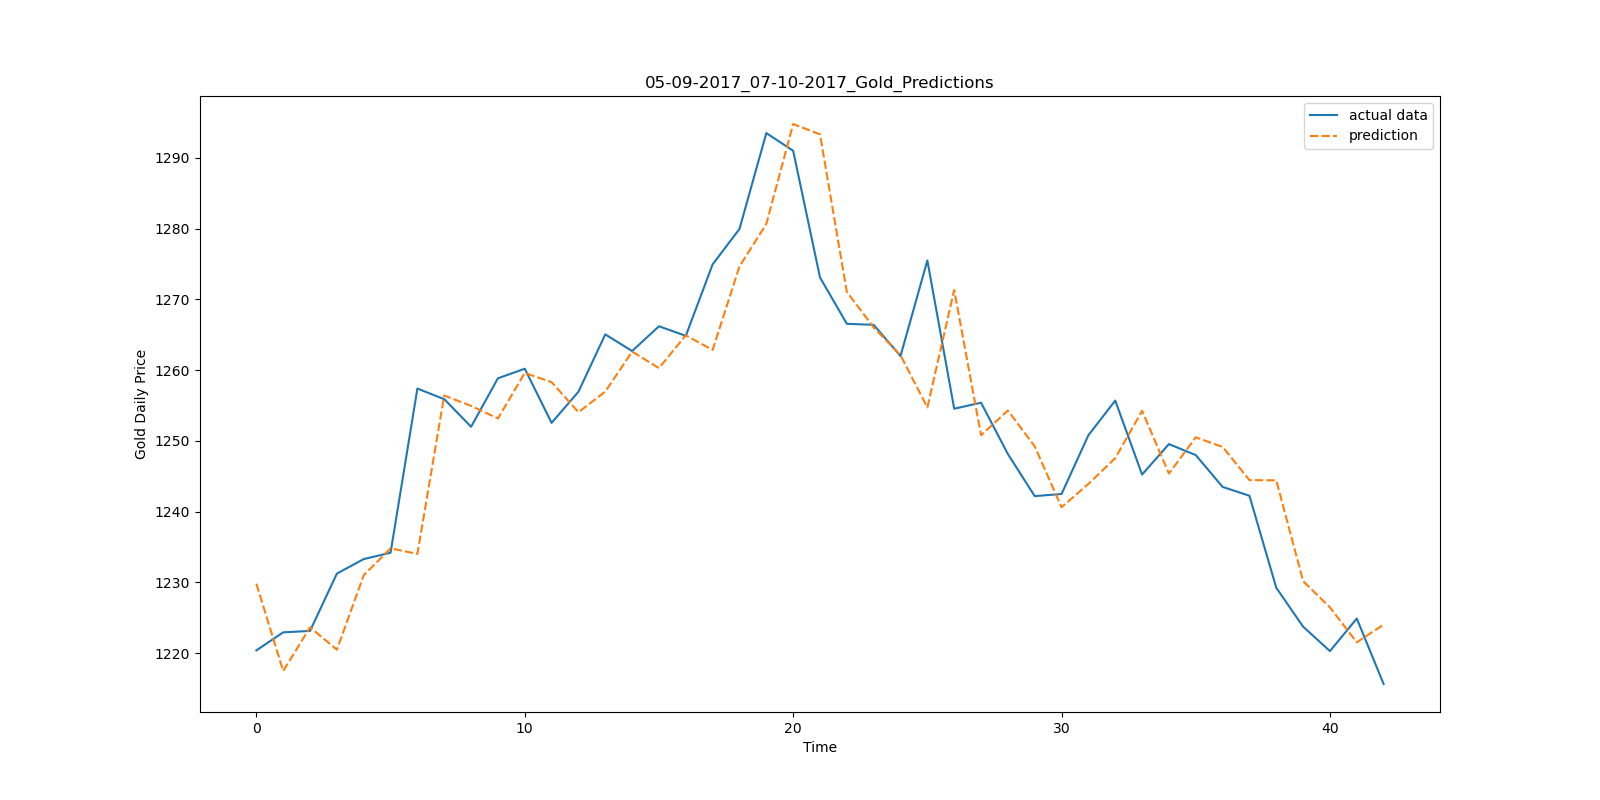 05-09-2017_07-10-2017_Gold_Predictions
actual data
prediction
Gold Daily Price
1290
1280
1270
1260
1250
1240
1230
1220
0 10 20 30 40
Time